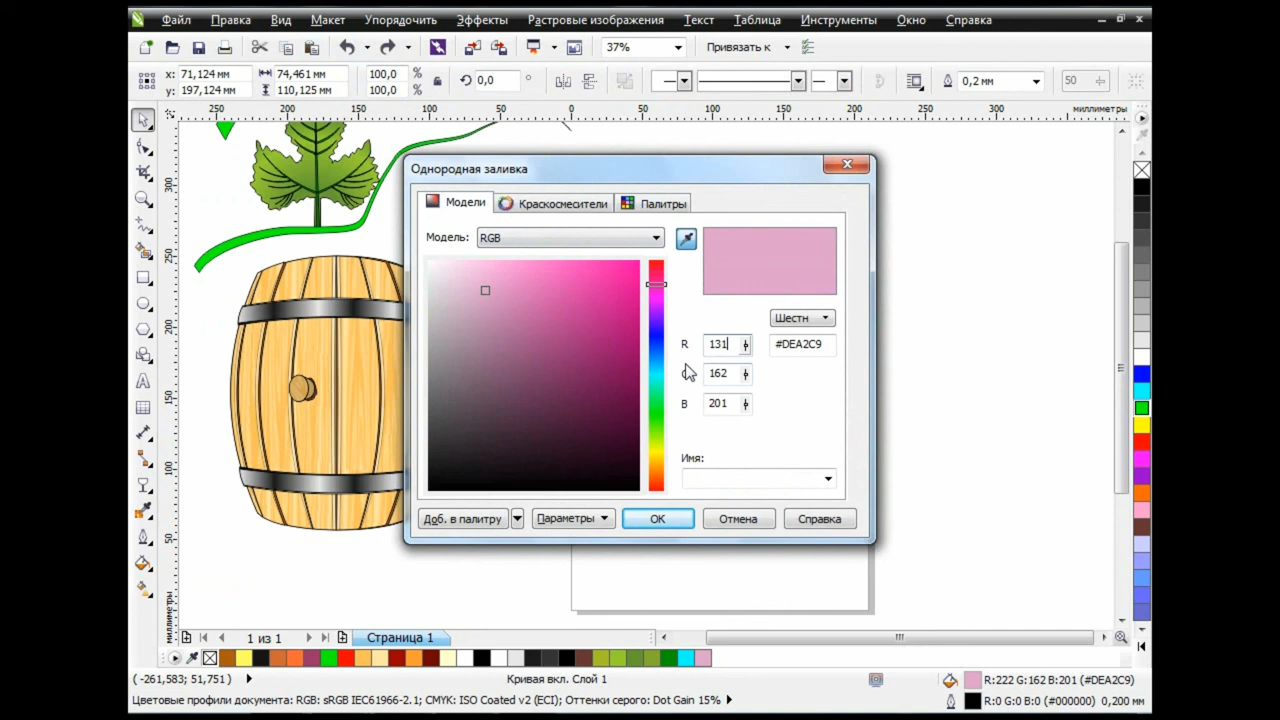 Файл Правка Вид Макет Упорядочить Эффекты Растровые изображения Текст Таблица Инструменты Окно Справка
37% Привязать к
x: 71,124 мм 74,461 мм 100,0 % 0,0 ° 0,2 мм 50
y: 197,124 мм 110,125 мм 100,0 %
250 200 150 100 50 0 50 100 150 200 250 300 миллиметры
300
250
200
150
100
50
миллиметры
Однородная заливка
Модели Краскосмесители Палитры
Модель: RGB
Шестн
R 131 #DEA2C9
162
B 201
Имя:
Доб. в палитру Параметры OK Отмена Справка
1 из 1 Страница 1
( -261,583; 51,751) Кривая вкл. Слой 1 R:222 G:162 B:201 (#DEA2C9)
Цветовые профили документа: RGB: sRGB IEC61966-2.1; CMYK: ISO Coated v2 (ECI); Оттенки серого: Dot Gain 15% R:0 G:0 B:0 (#000000) 0,200 мм